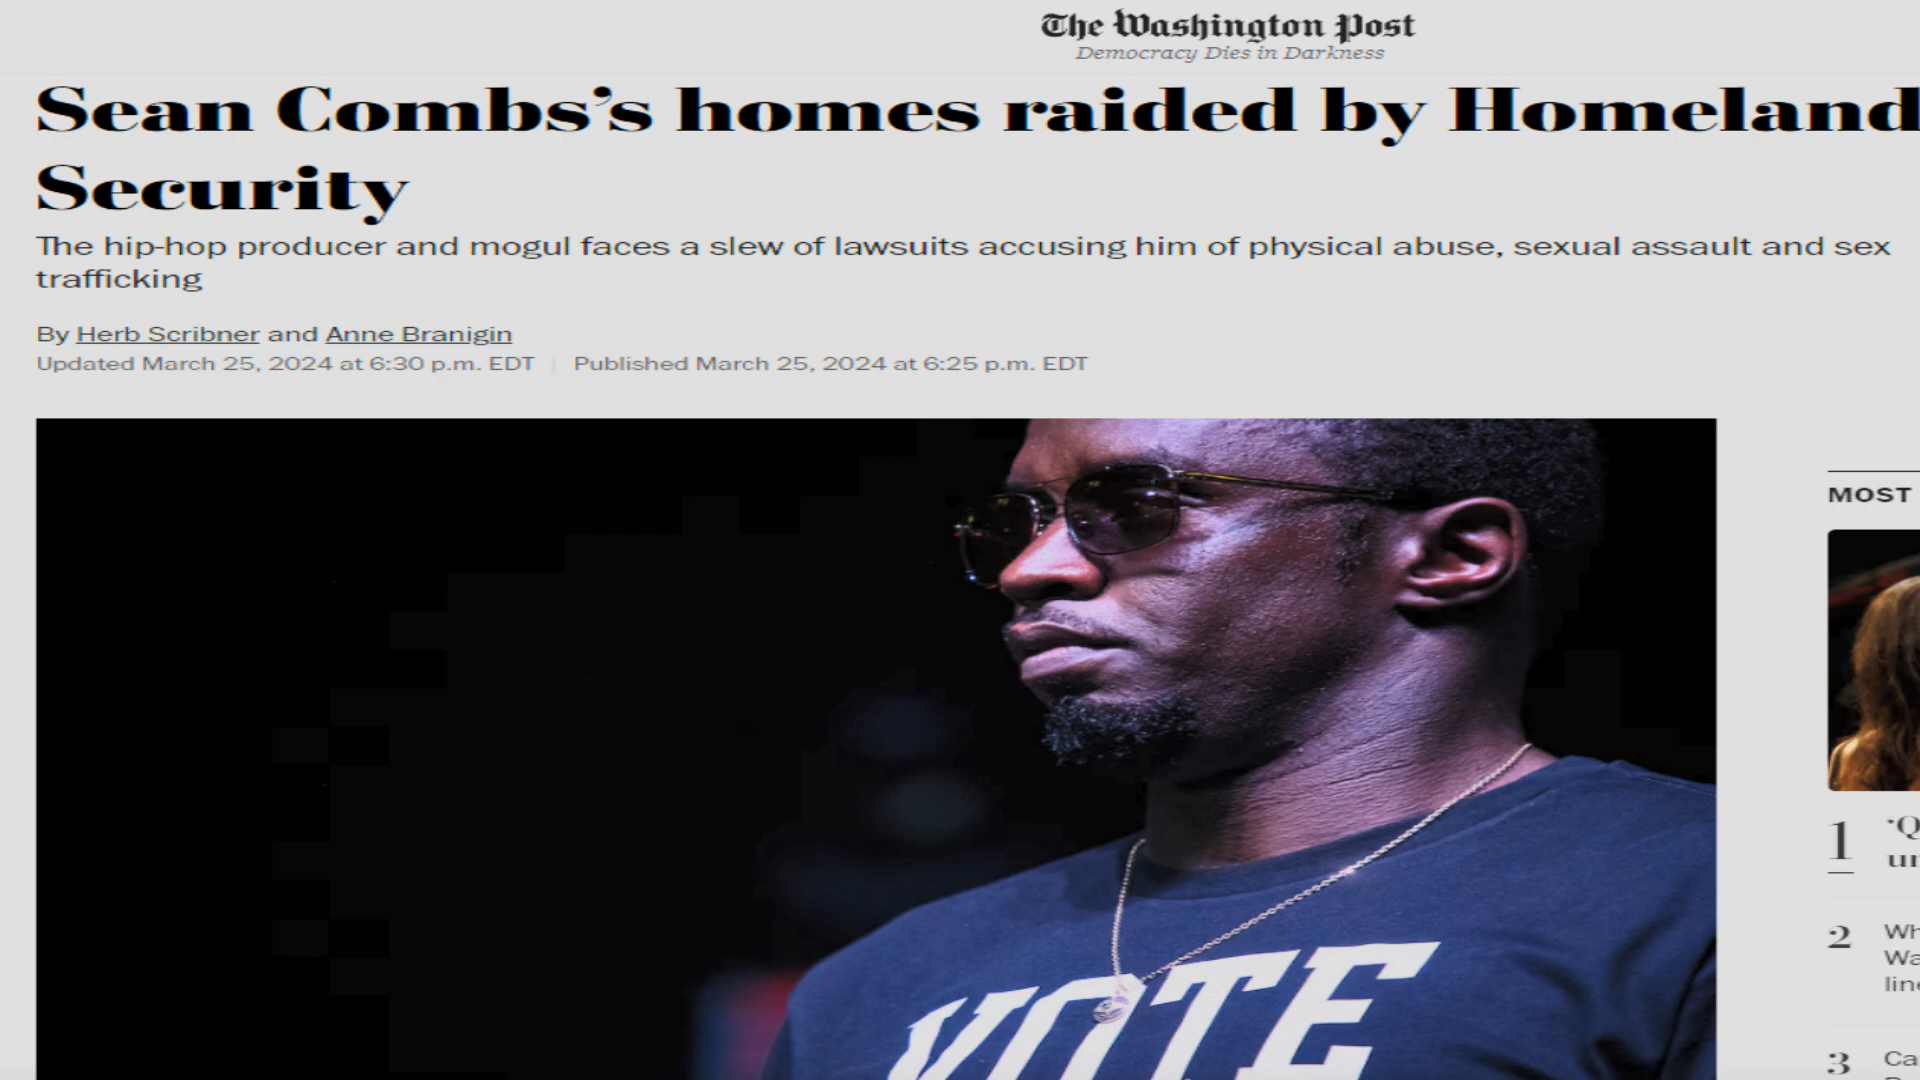 The Washington Post
Democracy Dies in Darkness
Sean Combs’s homes raided by Homeland
Security
The hip-hop producer and mogul faces a slew of lawsuits accusing him of physical abuse, sexual assault and sex
trafficking
By Herb Scribner and Anne Branigin
Updated March 25, 2024 at 6:30 p.m. EDT | Published March 25, 2024 at 6:25 p.m. EDT
VOTE
MOST
1
2
3